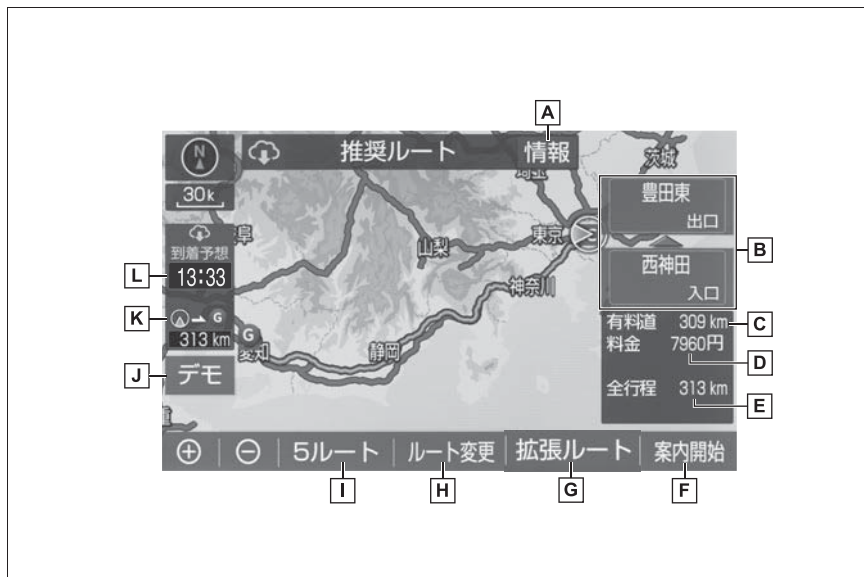 A
N
推奨ルート 情報
30k
茨城
埼玉
豊田東
出口
到着予想
阜
L
13:33
山梨
東京
B
西神田
入口
神奈川
K
G
313 km
G
愛知
静岡
有料道 309 km
C
料金 7960円
D
J
デモ
全行程 313 km
E
5ルート ルート変更 拡張ルート 案内開始
I
H
G
F